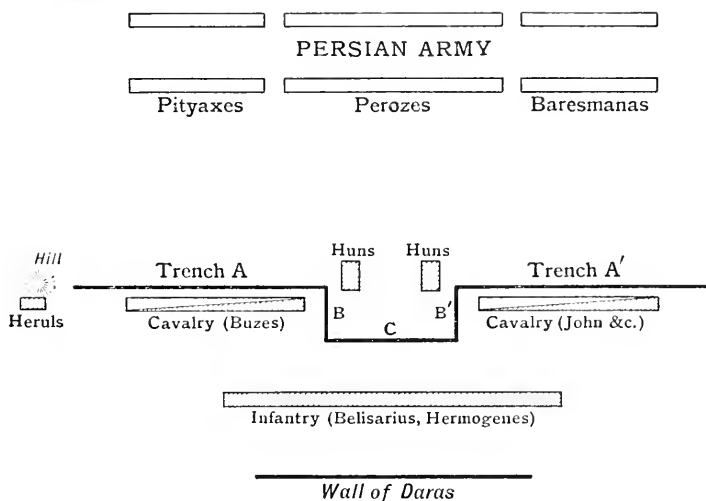 PERSIAN ARMY
Pityaxes Perozes Baresmanas
Hill
Huns Huns
Trench A Trench A′
Heruls
Cavalry (Buzes)
B B′
C
Cavalry (John &c.)
Infantry (Belisarius, Hermogenes)
Wall of Daras